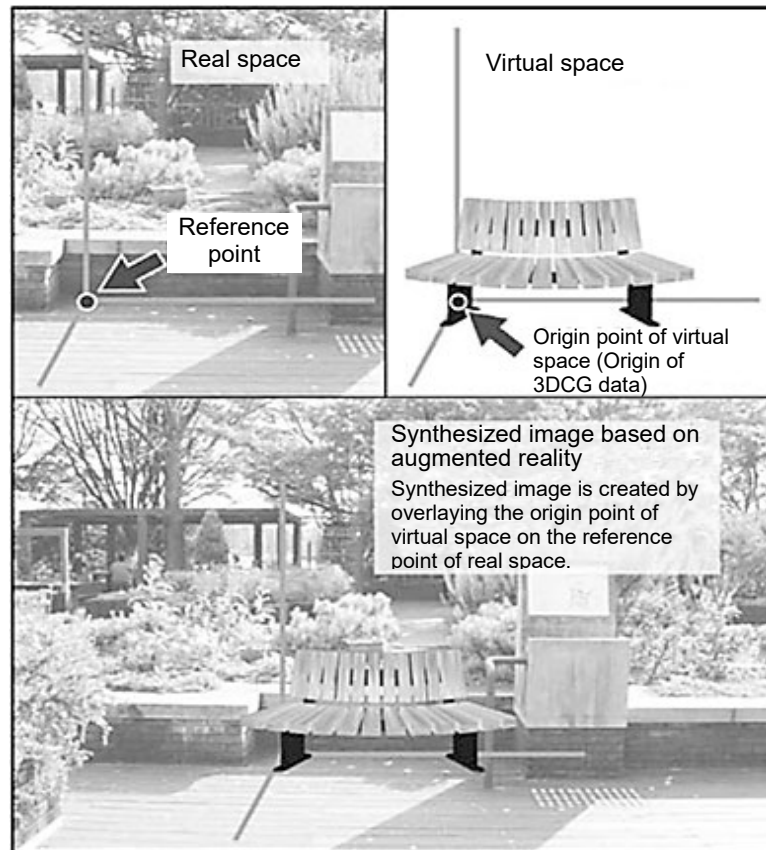 Real space
Reference
point
Virtual space
Origin point of virtual
space (Origin of
3DCG data)
Synthesized image based on
augmented reality
Synthesized image is created by
overlaying the origin point of
virtual space on the reference
point of real space.